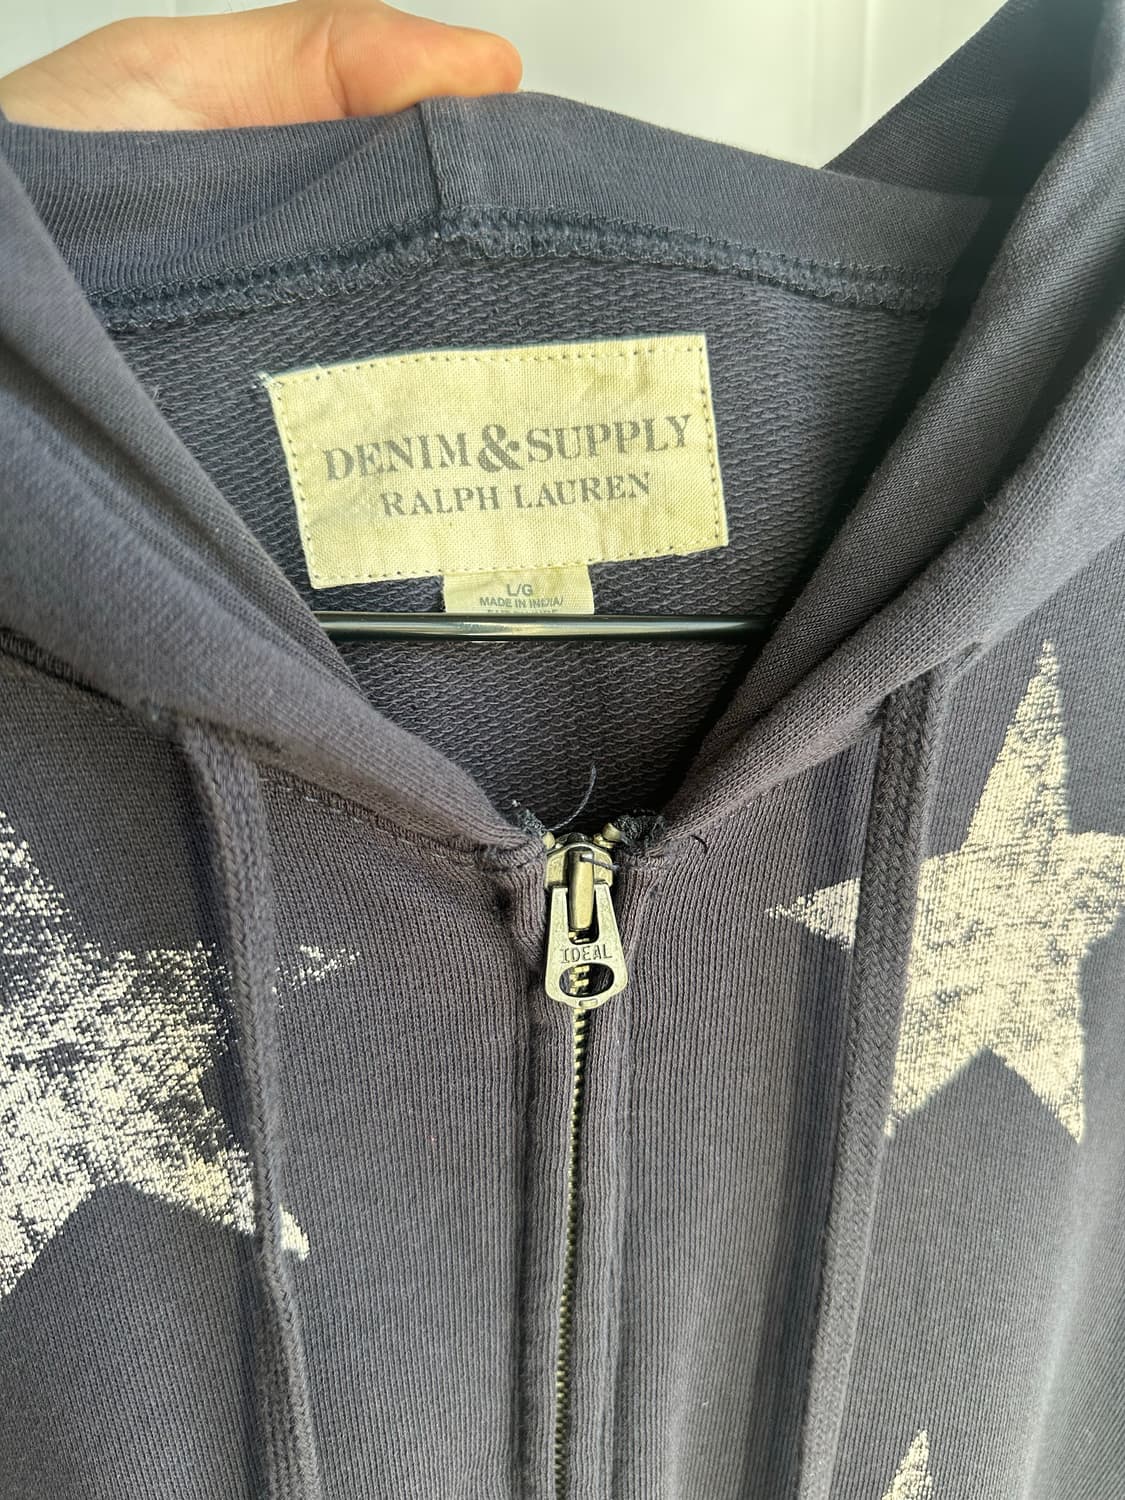 DENIM & SUPPLY
RALPH LAUREN
L/G
MADE IN INDIA/
IDEAL